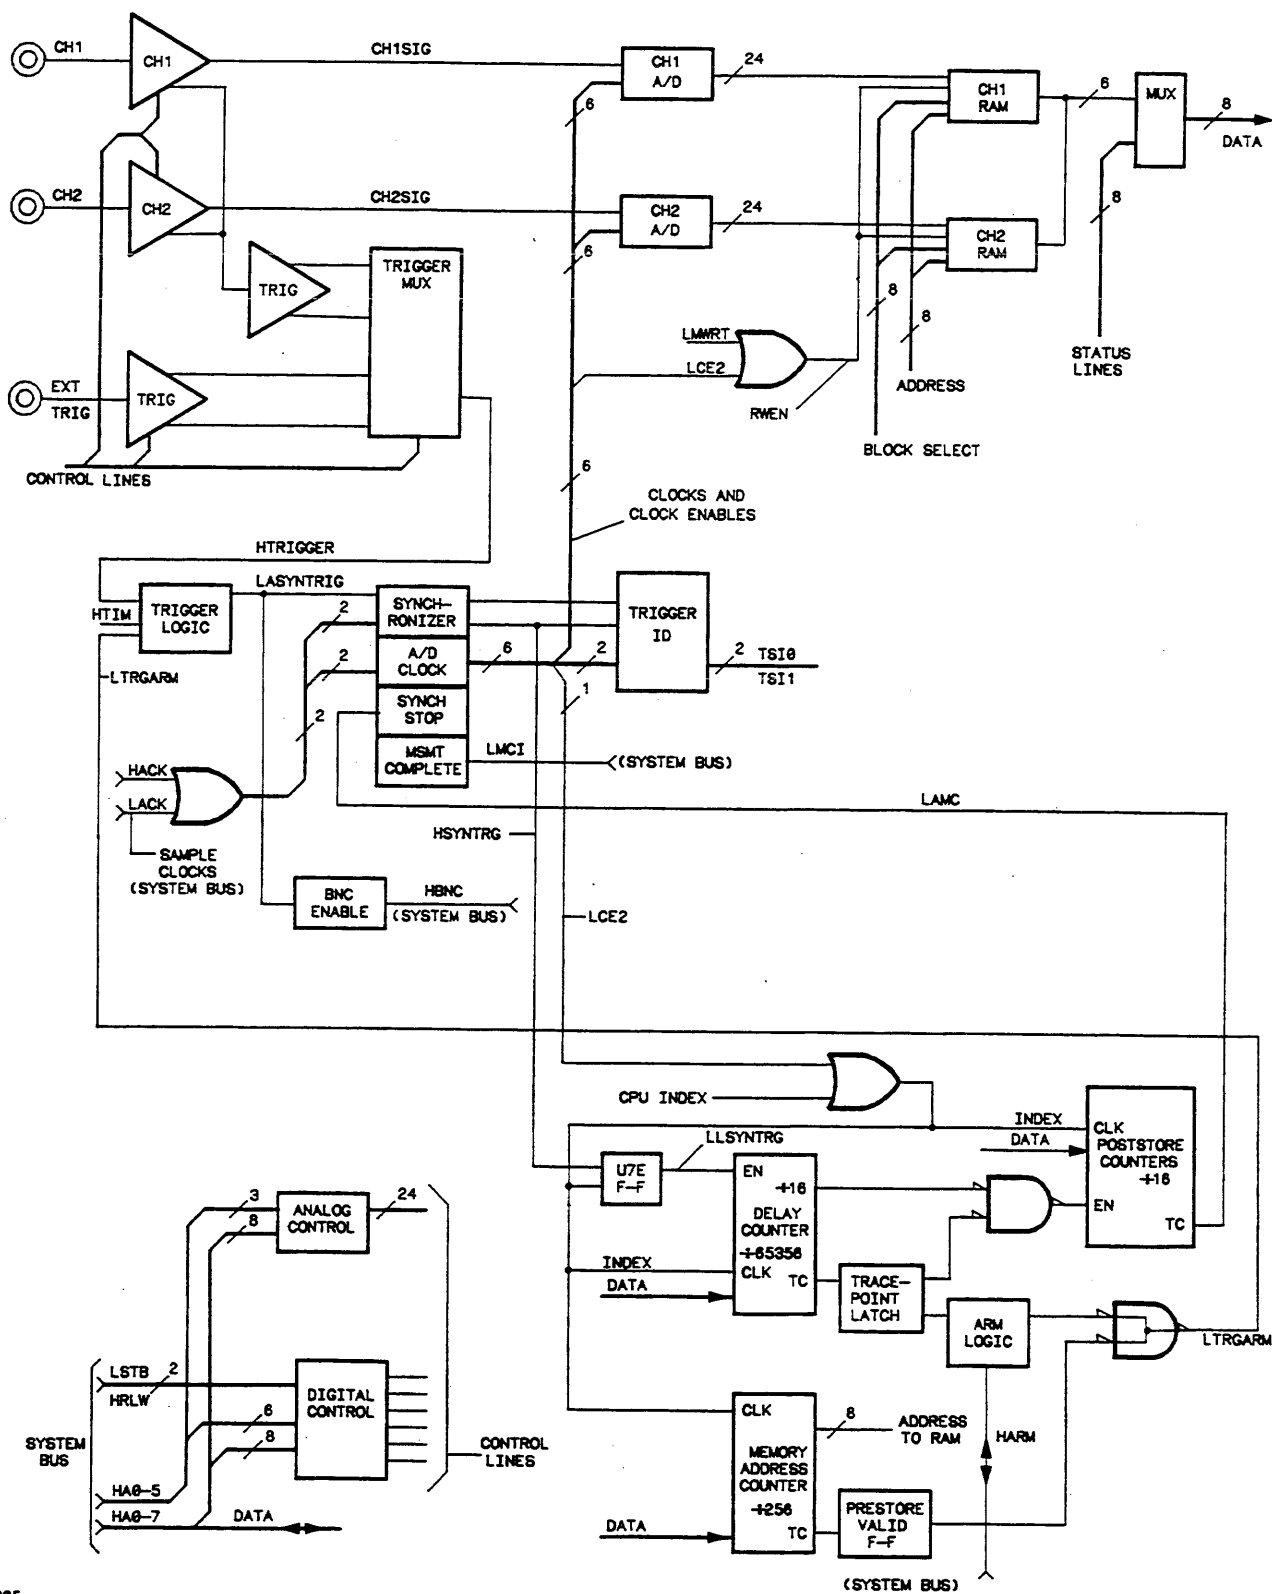 CH1
CH1
CH1SIG
CH1
A/D
24
6
CH1
RAM
6
MUX
8
DATA
CH2
CH2
CH2SIG
CH2
A/D
24
6
CH2
RAM
8
TRIG
TRIGGER
MUX
8
8
STATUS
LINES
LMWRT
LCE2
RWEN
ADDRESS
BLOCK SELECT
EXT
TRIG
TRIG
CONTROL LINES
6
CLOCKS AND
CLOCK ENABLES
HTRIGGER
HTIM
TRIGGER
LOGIC
LASYNTRIG
2
SYNCH-
RONIZER
TRIGGER
ID
2
A/D
CLOCK
6
2
2
TSI0
TSI1
LTRGARM
2
SYNCH
STOP
1
MSMT
COMPLETE
LMCI
(SYSTEM BUS)
HACK
LACK
SAMPLE
CLOCKS
(SYSTEM BUS)
LAMC
HSYNTRG
BNC
ENABLE
HBNC
(SYSTEM BUS)
LCE2
CPU INDEX
INDEX
CLK
DATA
POSTSTORE
COUNTERS
÷16
EN
TC
LLSYNTRG
U7E
F-F
EN
÷16
DELAY
COUNTER
÷65356
INDEX
CLK
TC
DATA
TRACE-
POINT
LATCH
ARM
LOGIC
LTRGARM
3
ANALOG
CONTROL
24
8
LSTB
HRLW
2
DIGITAL
CONTROL
6
8
SYSTEM
BUS
CONTROL
LINES
HA0-5
HA0-7
DATA
CLK
8
ADDRESS
TO RAM
HARM
MEMORY
ADDRESS
COUNTER
÷256
DATA
TC
PRESTORE
VALID
F-F
(SYSTEM BUS)